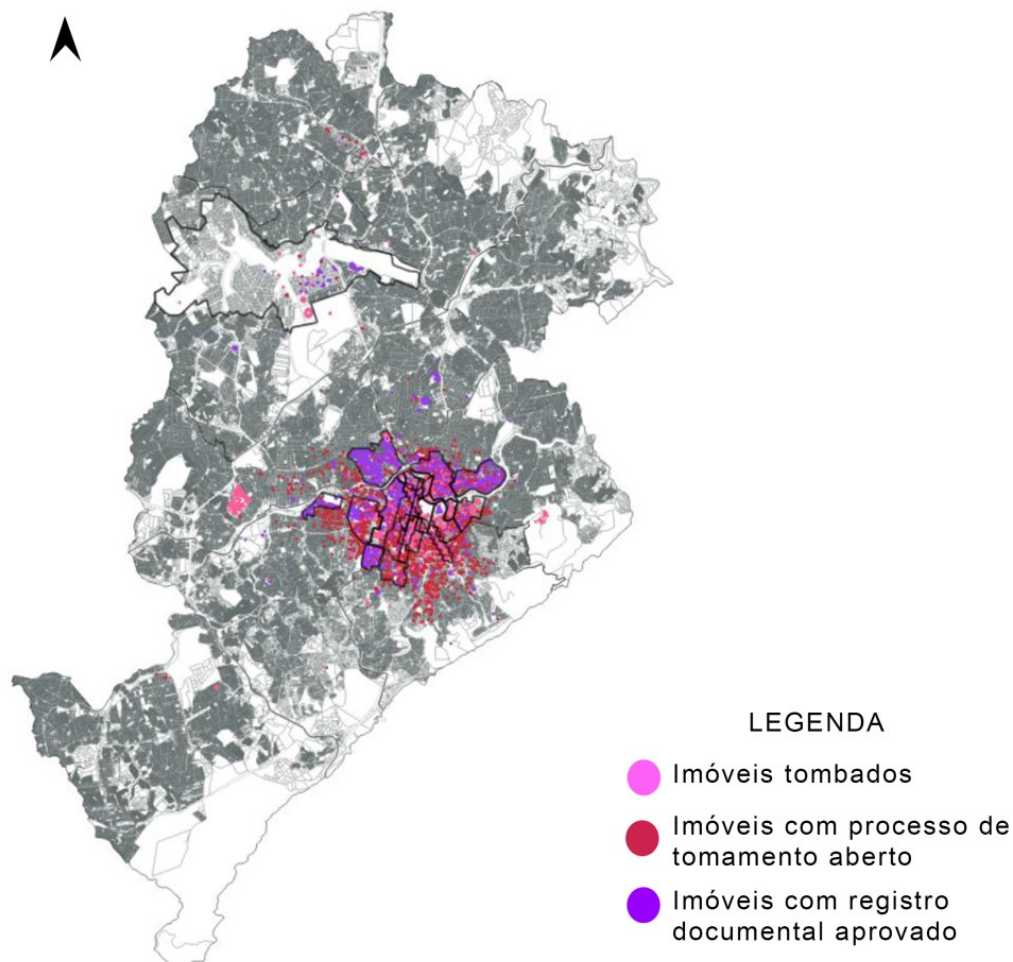 LEGENDA
Imóveis tombados
Imóveis com processo de
tomamento aberto
Imóveis com registro
documental aprovado